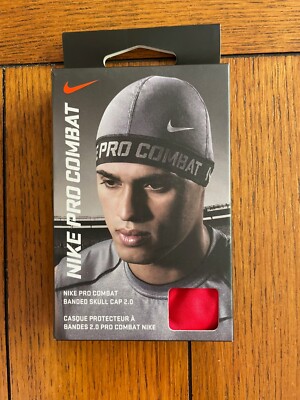 NIKE PRO COMBAT
PRO COMBAT
NIKE PRO COMBAT
BANDED SKULL CAP 2.0
CASQUE PROTECTEUR À
BANDES 2.0 PRO COMBAT NIKE